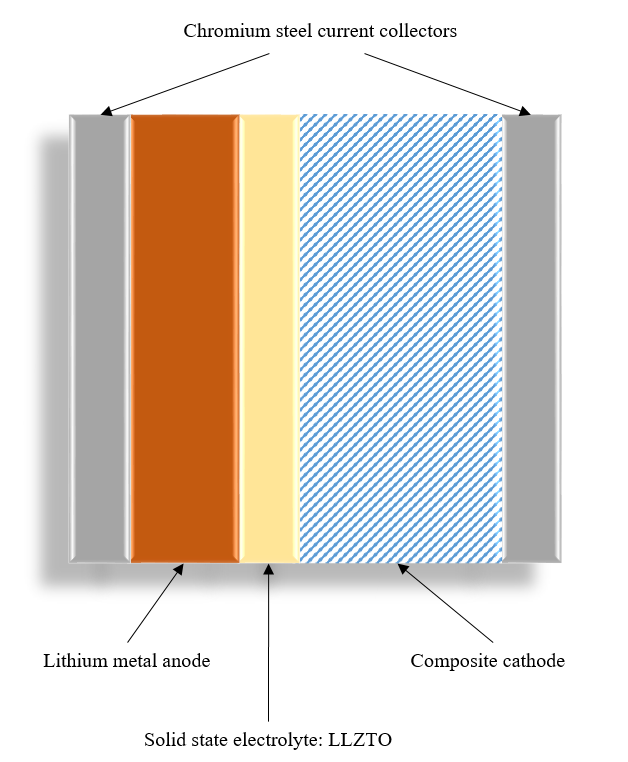 Chromium steel current collectors
Lithium metal anode
Composite cathode
Solid state electrolyte: LLZTO